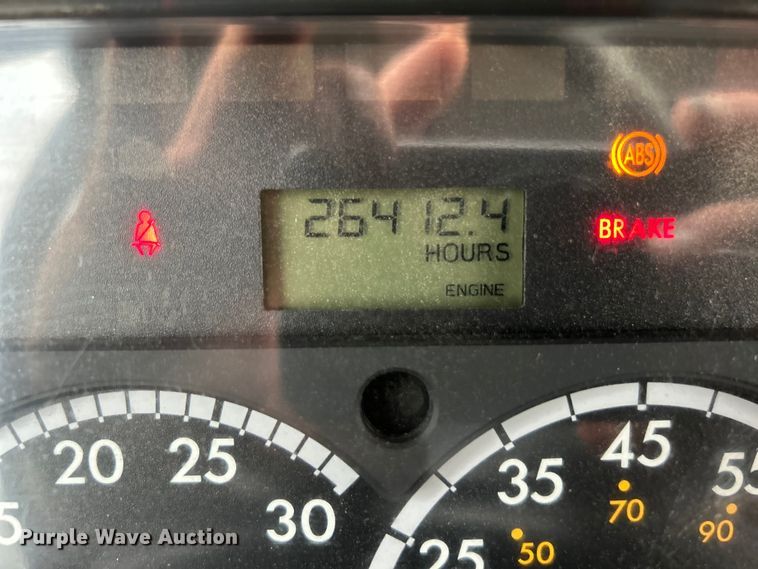 ABS
26412.4
BRAKE
HOURS
ENGINE
20 25 30
25 35 45 55
50 70 90
Purple Wave Auction